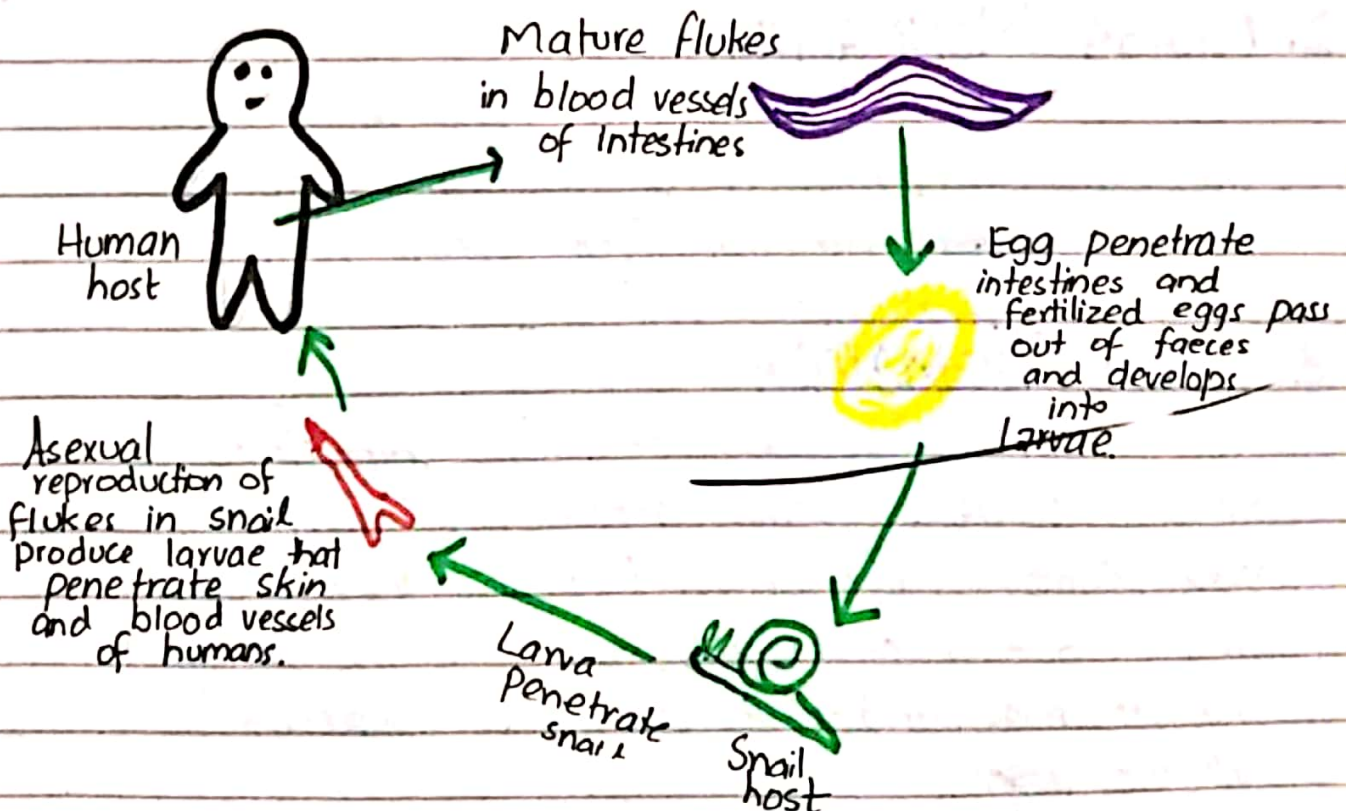 Mature flukes
in blood vessels
of Intestines
Human
host
Egg penetrate
intestines and
fertilized eggs pass
out of faeces
and develops
into
Larvae.
Snail
host
Larva
Penetrate
snail
Asexual
reproduction of
flukes in snail
produce larvae that
penetrate skin
and blood vessels
of humans.